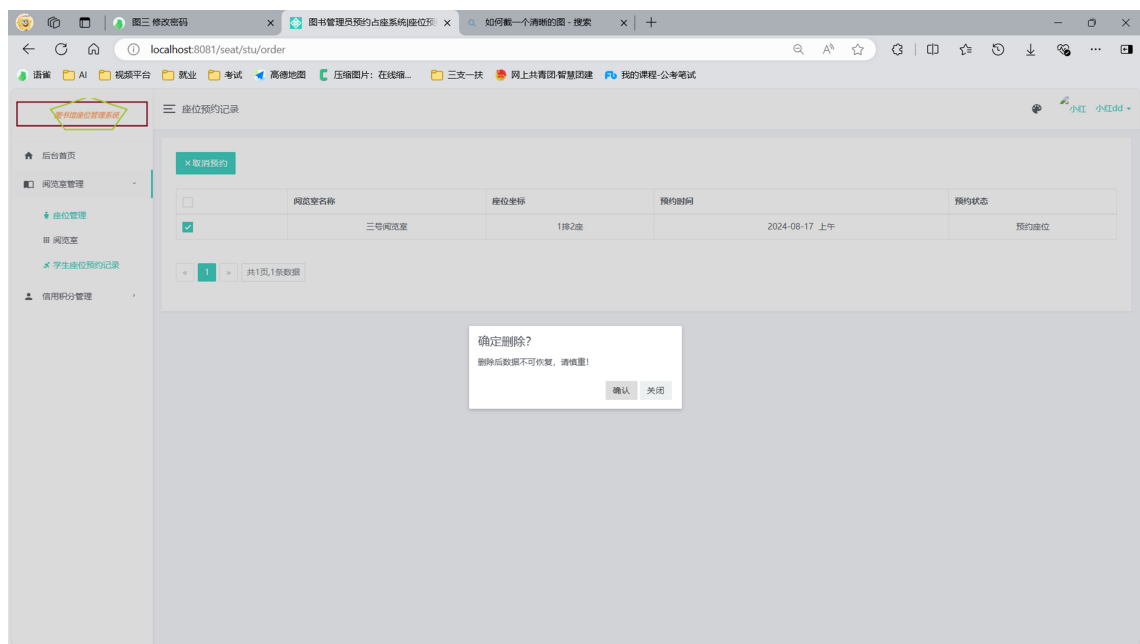 图三 修改密码
图书管理员预约占座系统|座位预
如何截一个清晰的图 - 搜索
localhost:8081/seat/stu/order
语雀 AI 视频平台 就业 考试 高德地图 压缩图片：在线缩... 三支一扶 网上共青团·智慧团建 我的课程-公考笔试
图书馆座位管理系统
座位预约记录
小红 小红dd
后台首页
阅览室管理
座位管理
阅览室
学生座位预约记录
信用积分管理
×取消预约
阅览室名称 座位坐标 预约时间 预约状态
三号阅览室 1排2座 2024-08-17 上午 预约座位
« 1 » 共1页,1条数据
确定删除?
删除后数据不可恢复，请慎重!
确认 关闭